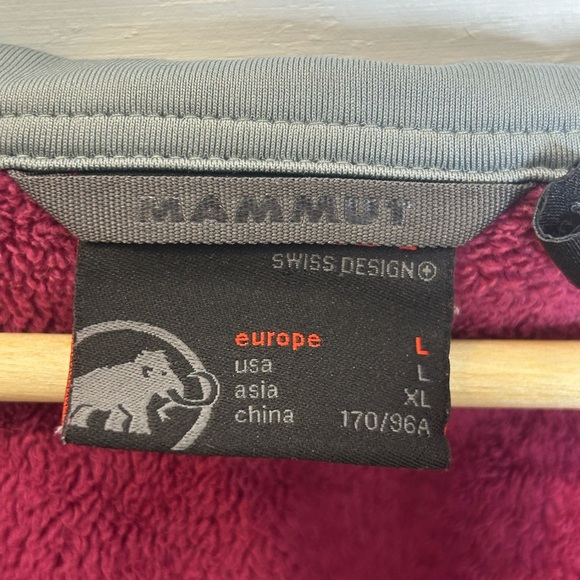 MAMMUT
SWISS DESIGN
europe L
usa L
asia XL
china 170/96A